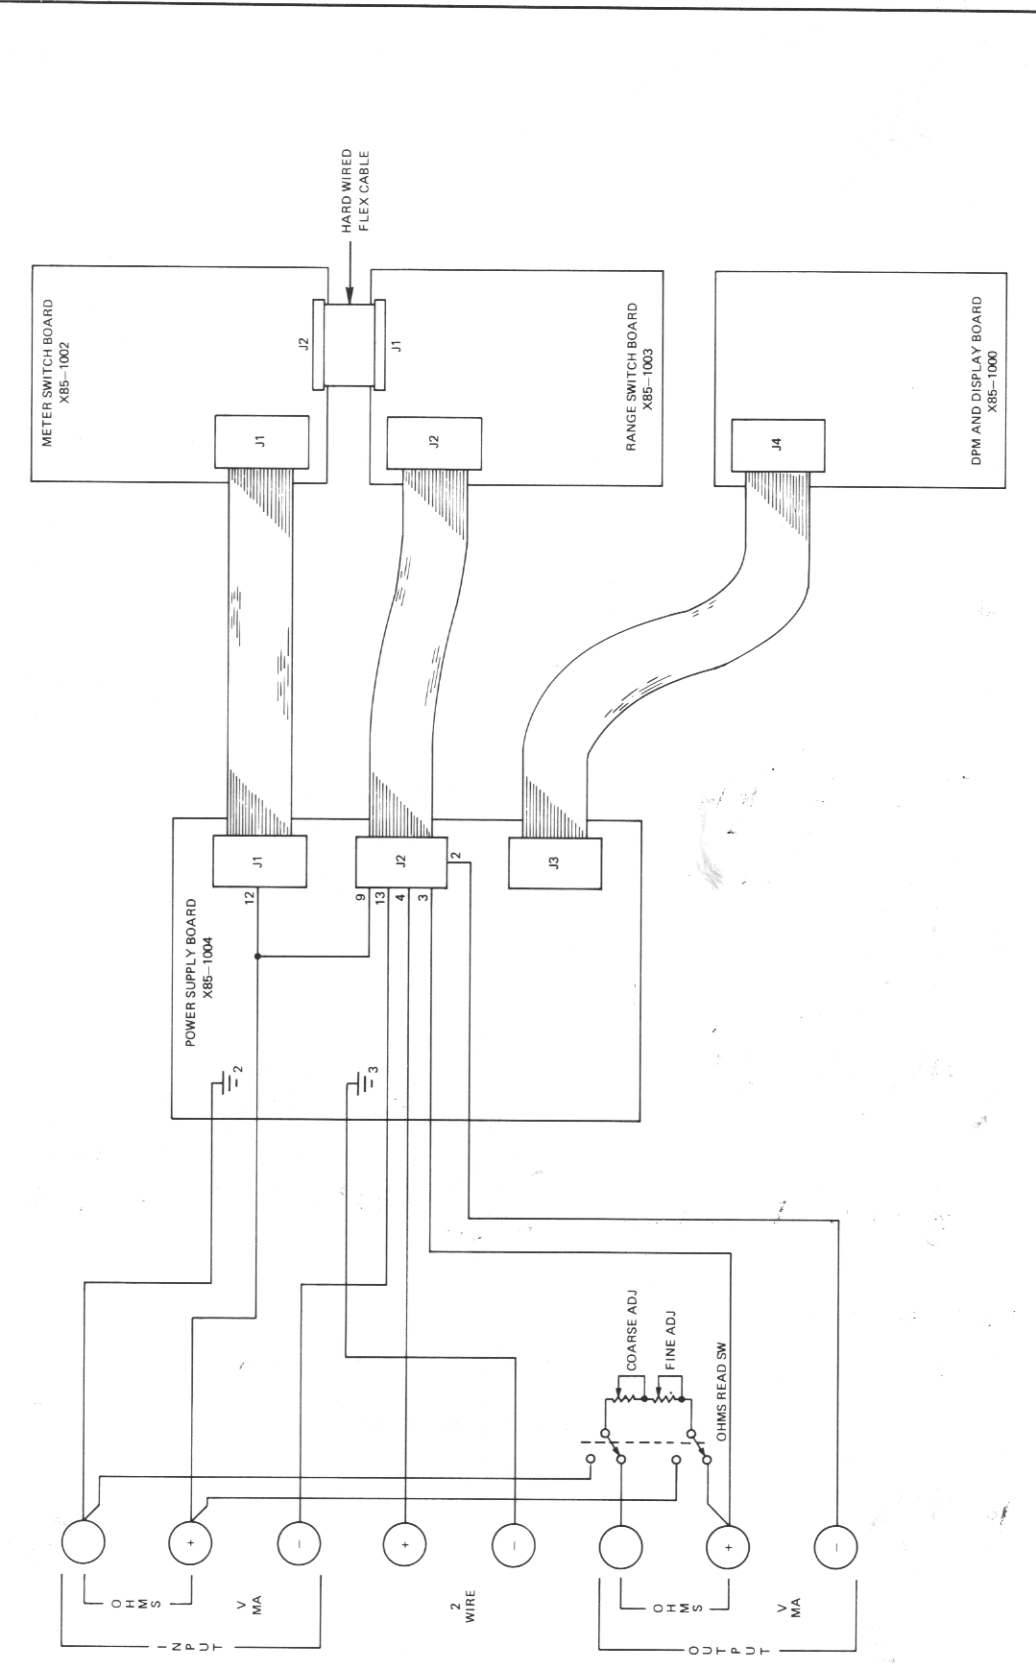 HARD WIRED
FLEX CABLE
METER SWITCH BOARD
X85-1002
J2
J1
J1
J2
RANGE SWITCH BOARD
X85-1003
DPM AND DISPLAY BOARD
X85-1000
J4
POWER SUPPLY BOARD
X85-1004
J1
J2
J3
12
9
13
4
3
2
2
3
COARSE ADJ
FINE ADJ
OHMS READ SW
+
−
+
−
+
−
OHMS
V
MA
INPUT
2
WIRE
OHMS
V
MA
OUTPUT